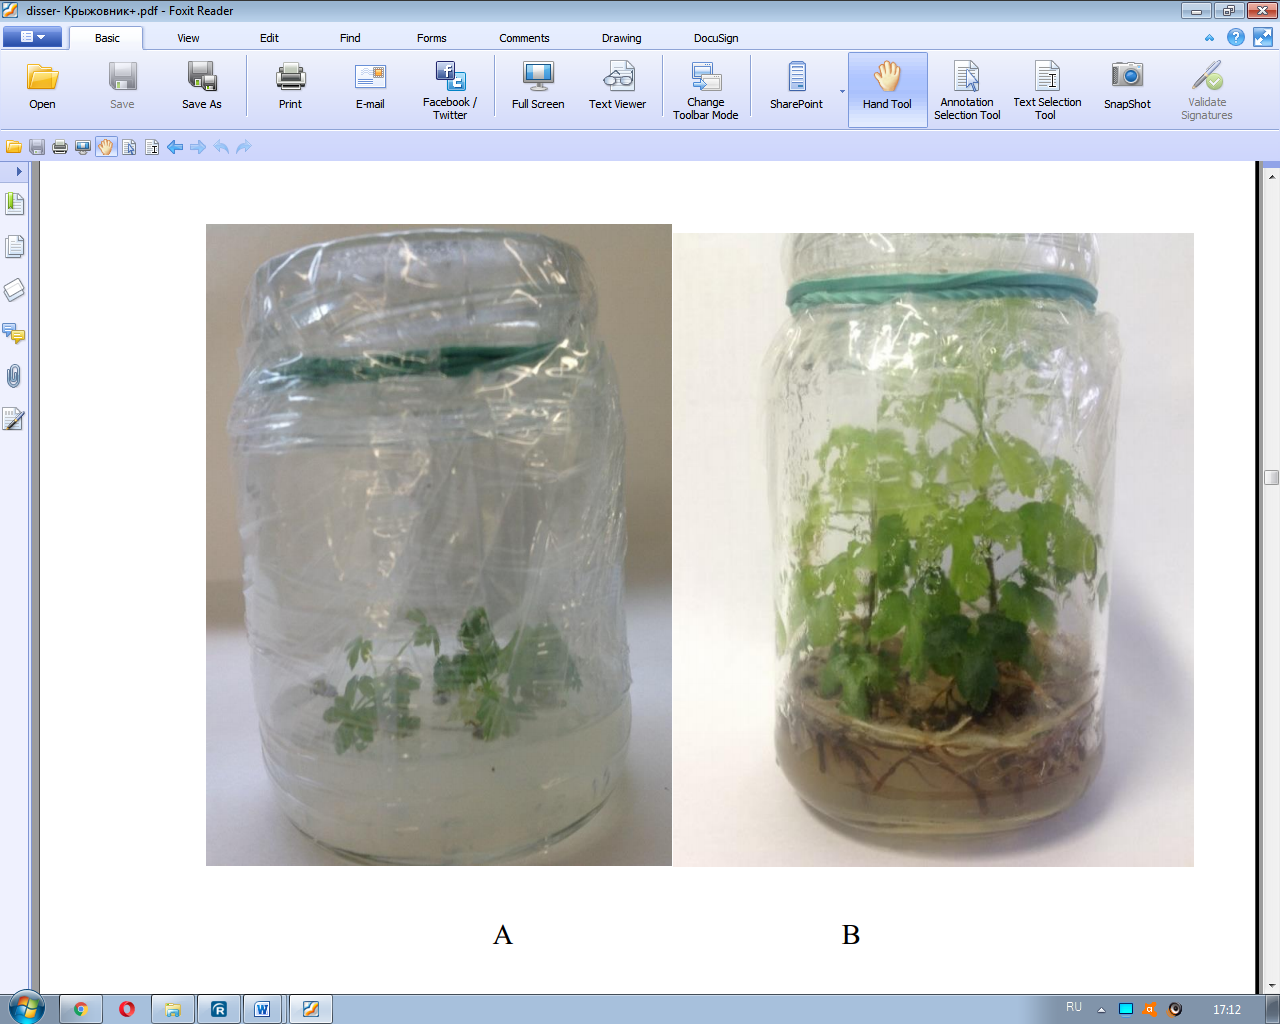 disser- Крыжовник+.pdf - Foxit Reader
Basic View Edit Find Forms Comments Drawing DocuSign
Open Save Save As Print E-mail Facebook / Twitter Full Screen Text Viewer Change Toolbar Mode SharePoint Hand Tool Annotation Selection Tool Text Selection Tool SnapShot Validate Signatures
A B
RU 17:12